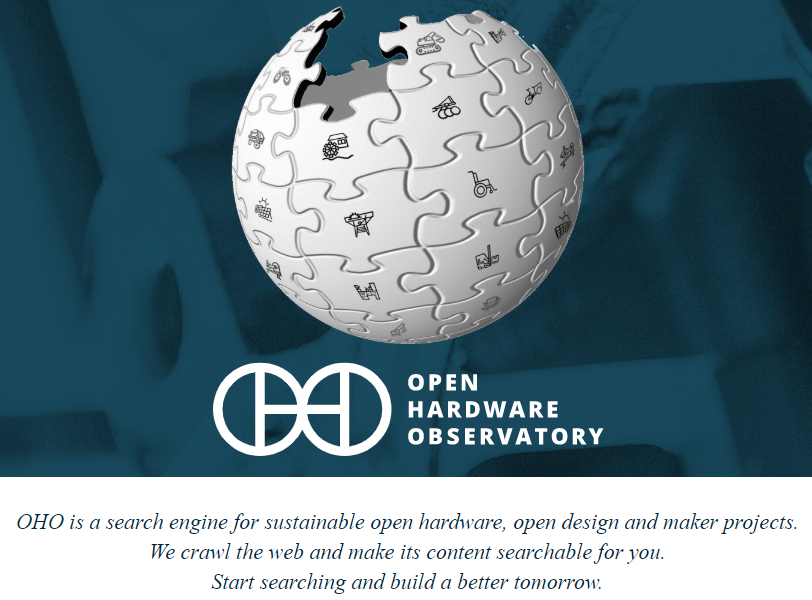 OPEN
HARDWARE
OBSERVATORY
OHO is a search engine for sustainable open hardware, open design and maker projects.
We crawl the web and make its content searchable for you.
Start searching and build a better tomorrow.